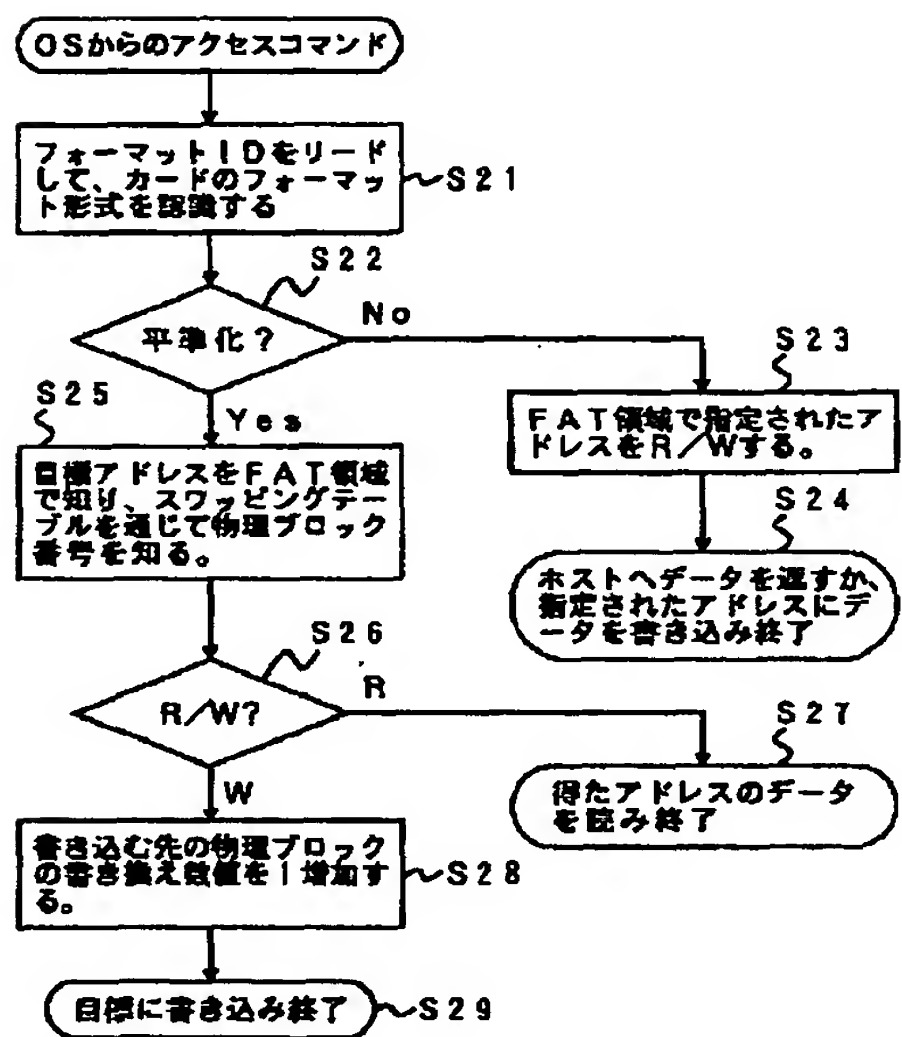 OSからのアクセスコマンド
フォーマットIDをリード
して、カードのフォーマッ
ト形式を認識する
S21
S22
平準化?
No
Yes
S23
FAT領域で指定されたア
ドレスをR/Wする。
S24
ホストへデータを返すか、
指定されたアドレスにデ
ータを書き込み終了
S25
目標アドレスをFAT領域
で知り、スワッピングテー
ブルを通じて物理ブロック
番号を知る。
S26
R/W?
R
W
S27
得たアドレスのデータ
を読み終了
書き込む先の物理ブロック
の書き換え数値を1増加す
る。
S28
目標に書き込み終了
S29